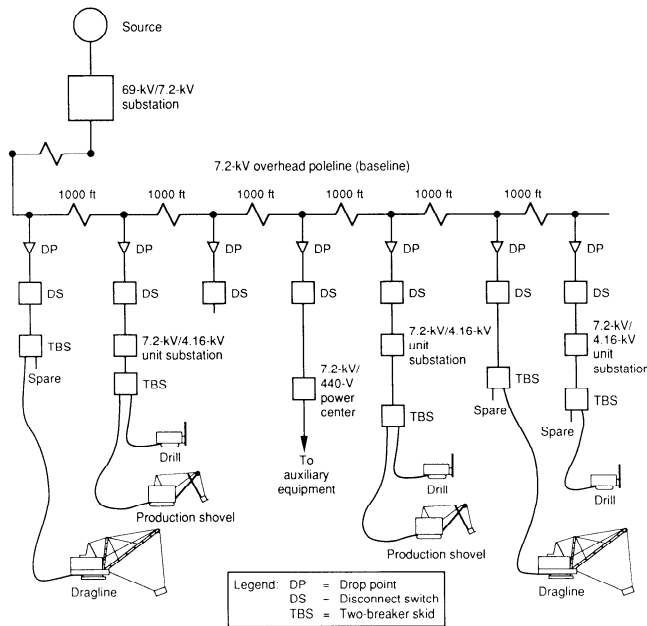 Source
69-kV/7.2-kV
substation
7.2-kV overhead poleline (baseline)
1000 ft 1000 ft 1000 ft 1000 ft 1000 ft 1000 ft
DP DP DP DP DP DP DP
DS DS DS DS DS DS DS
TBS
Spare
7.2-kV/4.16-kV
unit substation
TBS
Drill
Production shovel
Dragline
7.2-kV/
440-V
power
center
To
auxiliary
equipment
7.2-kV/4.16-kV
unit
substation
TBS
Drill
Production shovel
TBS
Spare
Dragline
7.2-kV/
4.16-kV
unit
substation
TBS
Spare
Drill
Legend: DP = Drop point
DS – Disconnect switch
TBS = Two-breaker skid